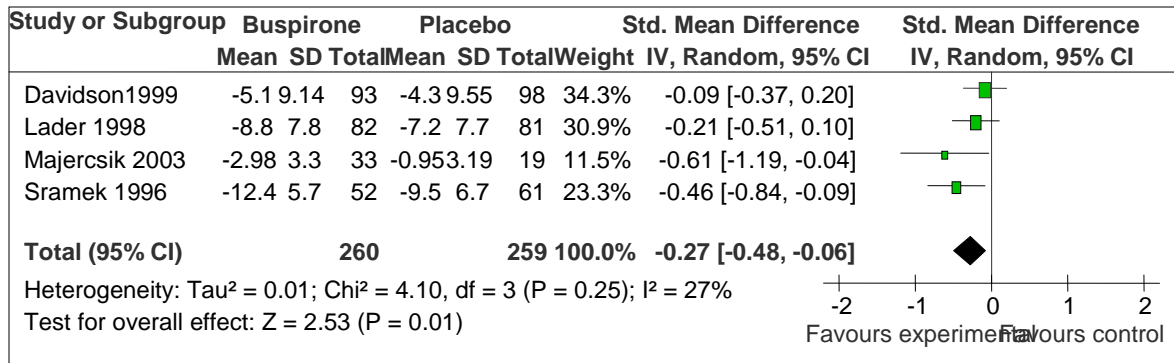 Study or Subgroup Buspirone Placebo Std. Mean Difference Std. Mean Difference
Mean SD Total Mean SD Total Weight IV, Random, 95% CI IV, Random, 95% CI
Davidson1999 -5.1 9.14 93 -4.3 9.55 98 34.3% -0.09 [-0.37, 0.20]
Lader 1998 -8.8 7.8 82 -7.2 7.7 81 30.9% -0.21 [-0.51, 0.10]
Majercsik 2003 -2.98 3.3 33 -0.95 3.19 19 11.5% -0.61 [-1.19, -0.04]
Sramek 1996 -12.4 5.7 52 -9.5 6.7 61 23.3% -0.46 [-0.84, -0.09]
Total (95% CI) 260 259 100.0% -0.27 [-0.48, -0.06]
Heterogeneity: Tau² = 0.01; Chi² = 4.10, df = 3 (P = 0.25); I² = 27%
Test for overall effect: Z = 2.53 (P = 0.01)
-2 -1 0 1 2
Favours experimental Favours control